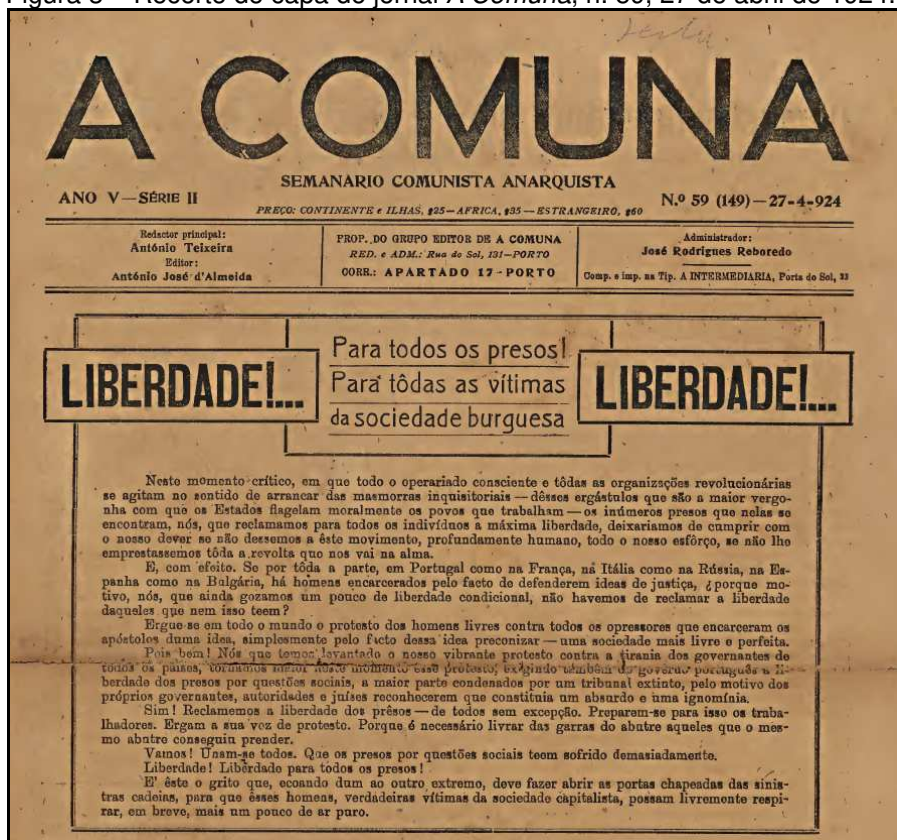 A COMUNA
SEMANARIO COMUNISTA ANARQUISTA
ANO V—SÉRIE II
PREÇO: CONTINENTE e ILHAS, $25—AFRICA, $35—ESTRANGEIRO, $60
N.º 59 (149)—27-4-924
Redactor principal:
António Teixeira
Editor:
António José d'Almeida
PROP. DO GRUPO EDITOR DE A COMUNA
RED. e ADM.: Rua do Sol, 131—PORTO
CORR.: APARTADO 17-PORTO
Administrador:
José Rodrigues Reboredo
Comp. e imp. na Tip. A INTERMEDIARIA, Porta do Sol, 33
LIBERDADE!...
Para todos os presos!
Para tôdas as vítimas
da sociedade burguesa
LIBERDADE!...
Neste momento crítico, em que todo o operariado consciente e tôdas as organizsções revolucionárias
se agitam no sentido de arrancar das masmorras inquisitoriais — dêsses ergástulos que são a maior vergo-
nha com que os Estados flagelam moralmente os povos que trabalham — os inúmeros presos que nelas se
encontram, nós, que reclamamos para todos os indivídnos a máxima liberdade, deixariamos de cumprir com
o nosso dever se não dessemos a êste movimento, profundamente humano, todo o nosso esfôrço, se não lhe
emprestassemos tôda a revolta que nos vai na alma.
E, com efeito. Se por tôda a parte, em Portugal como na França, na Itália como na Rússia, na Es-
panha como na Bulgária, há homens encarcerados pelo facto de defenderem ideas de justiça, ¿porque mo-
tivo, nós, que ainda gozamos um pouco de liberdade condicional, não havemos de reclamar a liberdade
daqueles que nem isso teem?
Ergue-se em todo o mundo o protesto dos homens livres contra todos os opressores que encarceram os
apóstolos duma idea, simplesmente pelo facto dessa idea preconizar — uma sociedade mais livre e perfeita.
Pois bem! Nós que temos levantado o nosso vibrante protesto contra a tirania dos governantes de
todos os países, tornamos maior neste momento esse protesto, exigindo também do governo português a li-
berdade dos presos por questões sociais, a maior parte condenados por um tribunal extinto, pelo motivo dos
próprios governantes, autoridades e juíses reconhecerem que constituia um absurdo e uma ignomínia.
Sim! Reclamemos a liberdade dos prêsos — de todos sem excepção. Preparem-se para isso os traba-
lhadores. Ergam a sua voz de protesto. Porque é necessário livrar das garras do abutre aqueles que o mes-
mo abutre conseguiu prender.
Vamos! Unam-se todos. Que os presos por questões sociais teem sofrido demasiadamente.
Liberdade! Liberdade para todos os presos!
E' êste o grito que, ecoando dum ao outro extremo, deve fazer abrir as portas chapeadas das sinis-
tras cadeias, para que êsses homens, verdadeiras vítimas da sociedade capitalista, possam livremente respi-
rar, em breve, mais um pouco de ar puro.